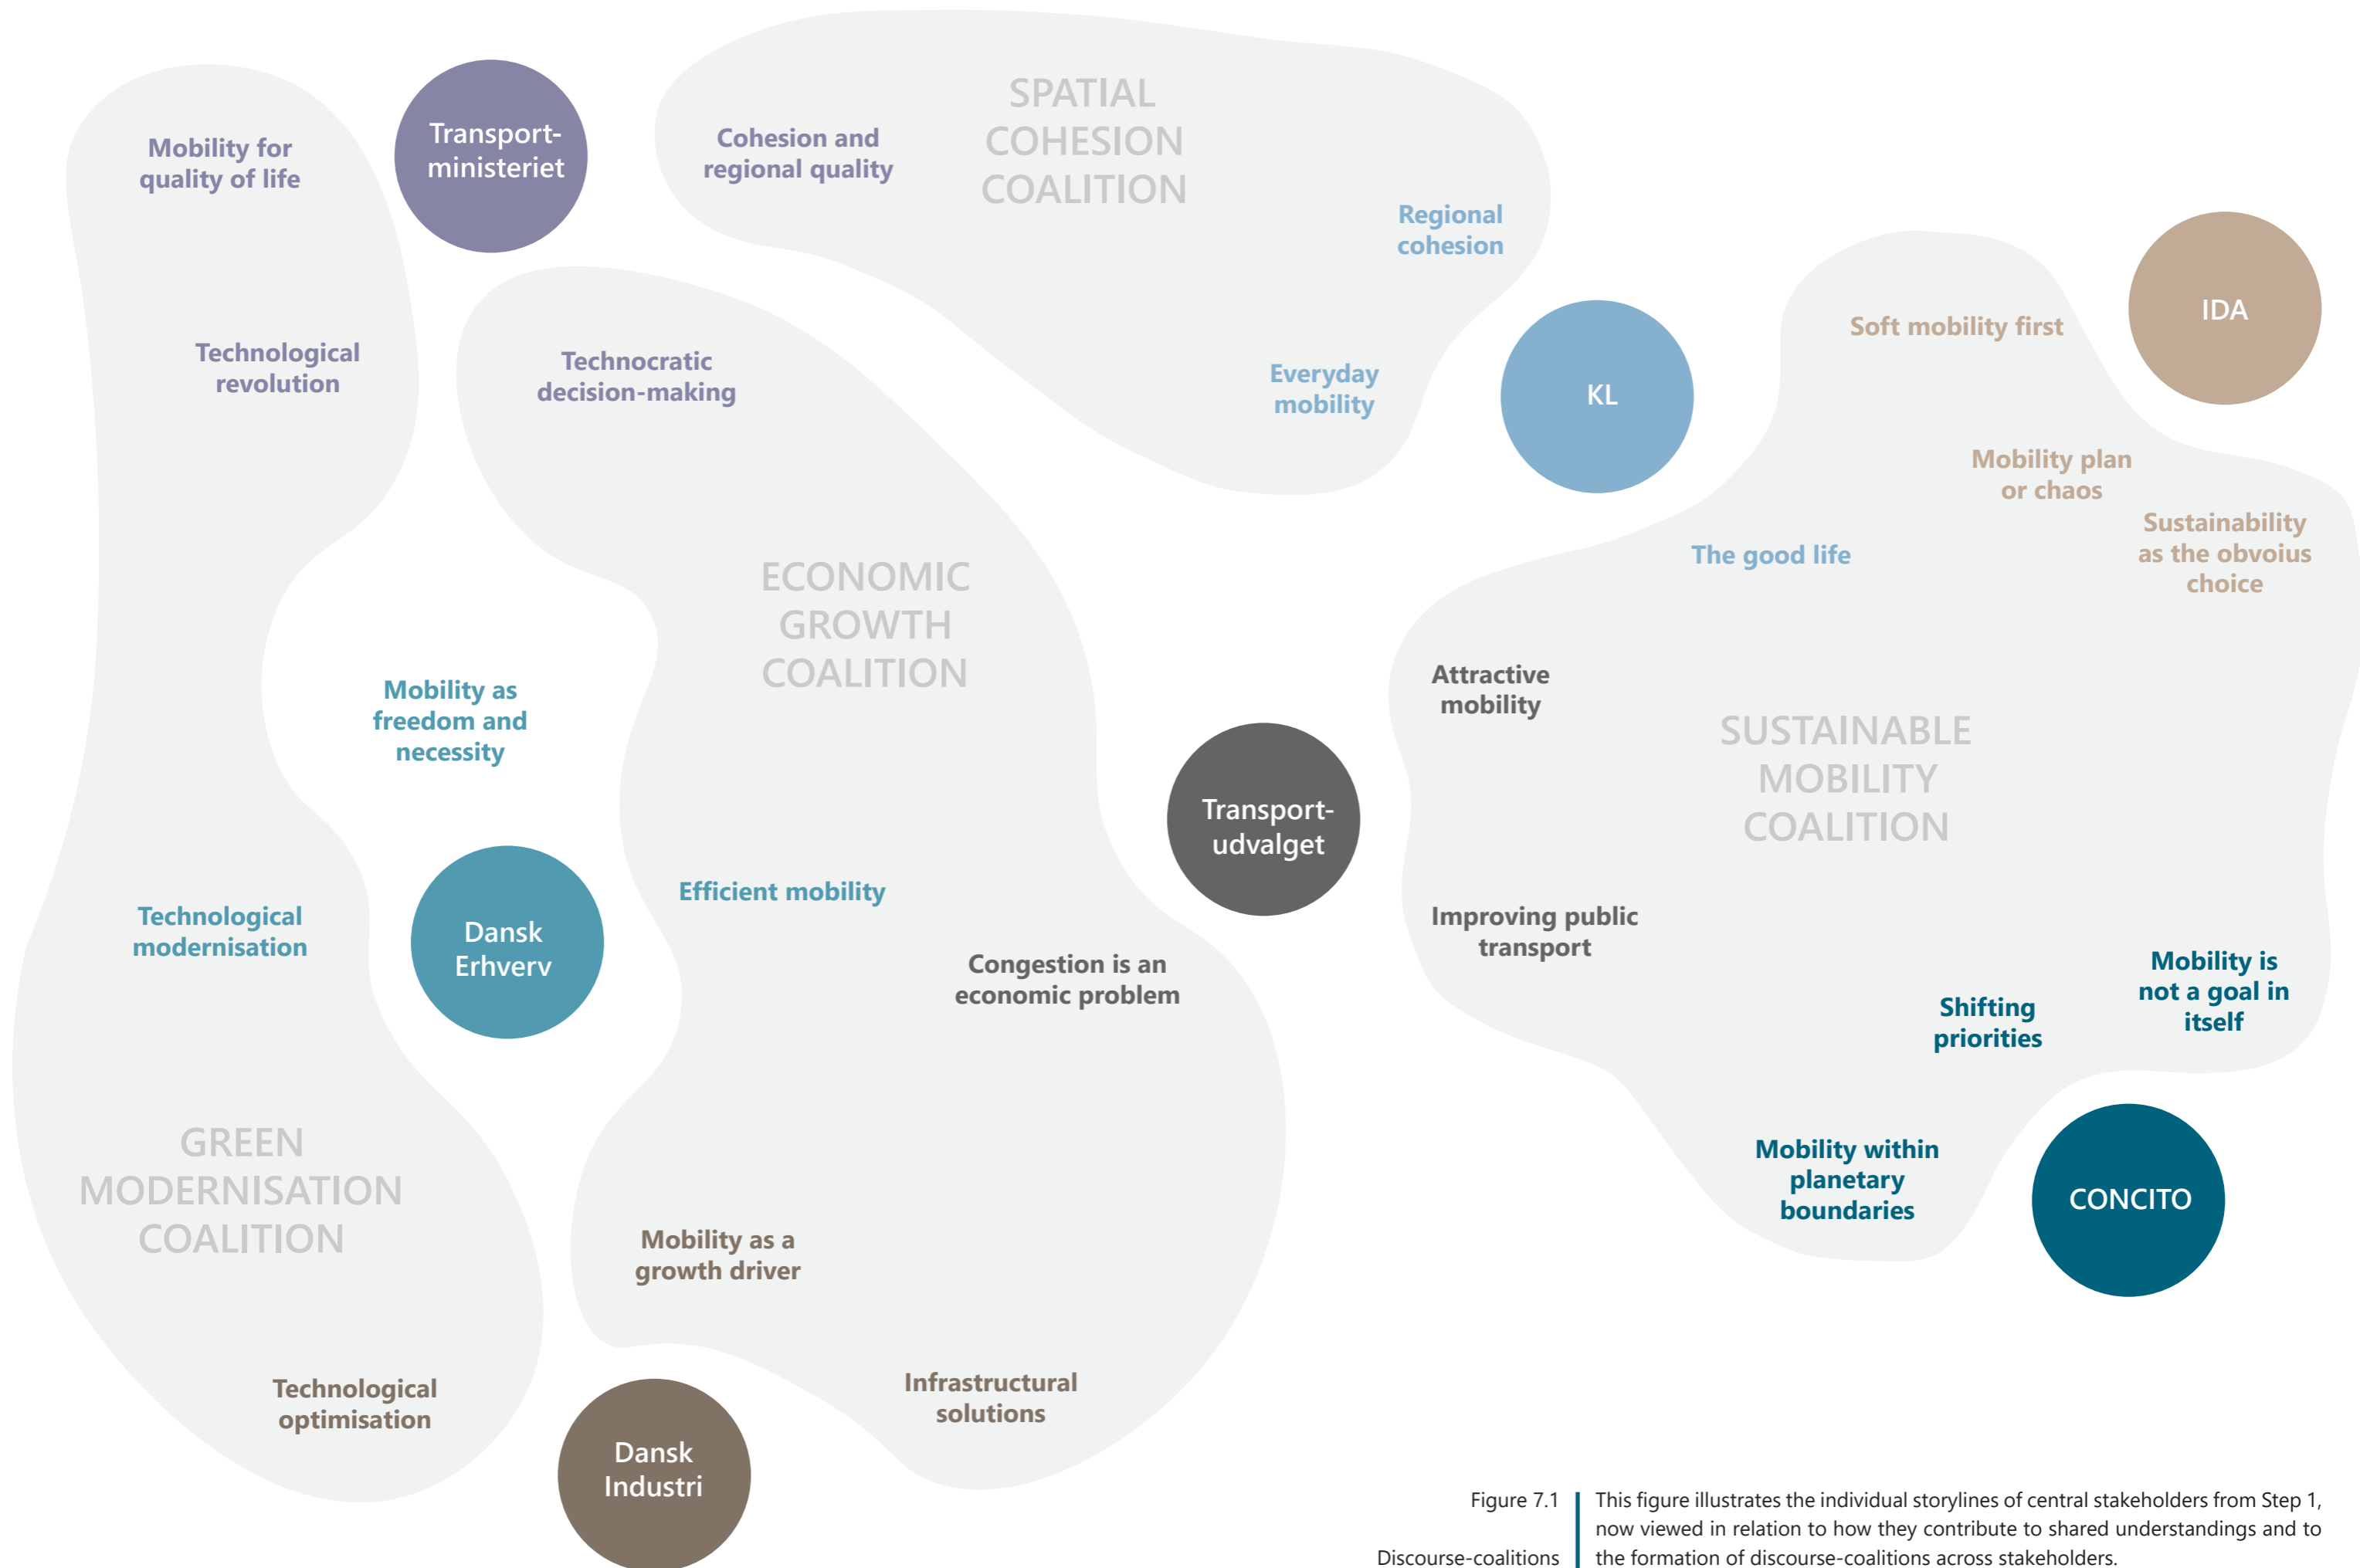 SPATIAL
COHESION
COALITION
Transport-
ministeriet
Mobility for
quality of life
Cohesion and
regional quality
Regional
cohesion
IDA
Soft mobility first
Technological
revolution
Technocratic
decision-making
Everyday
mobility
KL
Mobility plan
or chaos
Sustainability
as the obvoius
choice
The good life
ECONOMIC
GROWTH
COALITION
Mobility as
freedom and
necessity
Attractive
mobility
SUSTAINABLE
MOBILITY
COALITION
Transport-
udvalget
Efficient mobility
Technological
modernisation
Dansk
Erhverv
Improving public
transport
Congestion is an
economic problem
Mobility is
not a goal in
itself
Shifting
priorities
GREEN
MODERNISATION
COALITION
Mobility within
planetary
boundaries
CONCITO
Mobility as a
growth driver
Technological
optimisation
Infrastructural
solutions
Dansk
Industri
Figure 7.1
Discourse-coalitions
This figure illustrates the individual storylines of central stakeholders from Step 1,
now viewed in relation to how they contribute to shared understandings and to
the formation of discourse-coalitions across stakeholders.